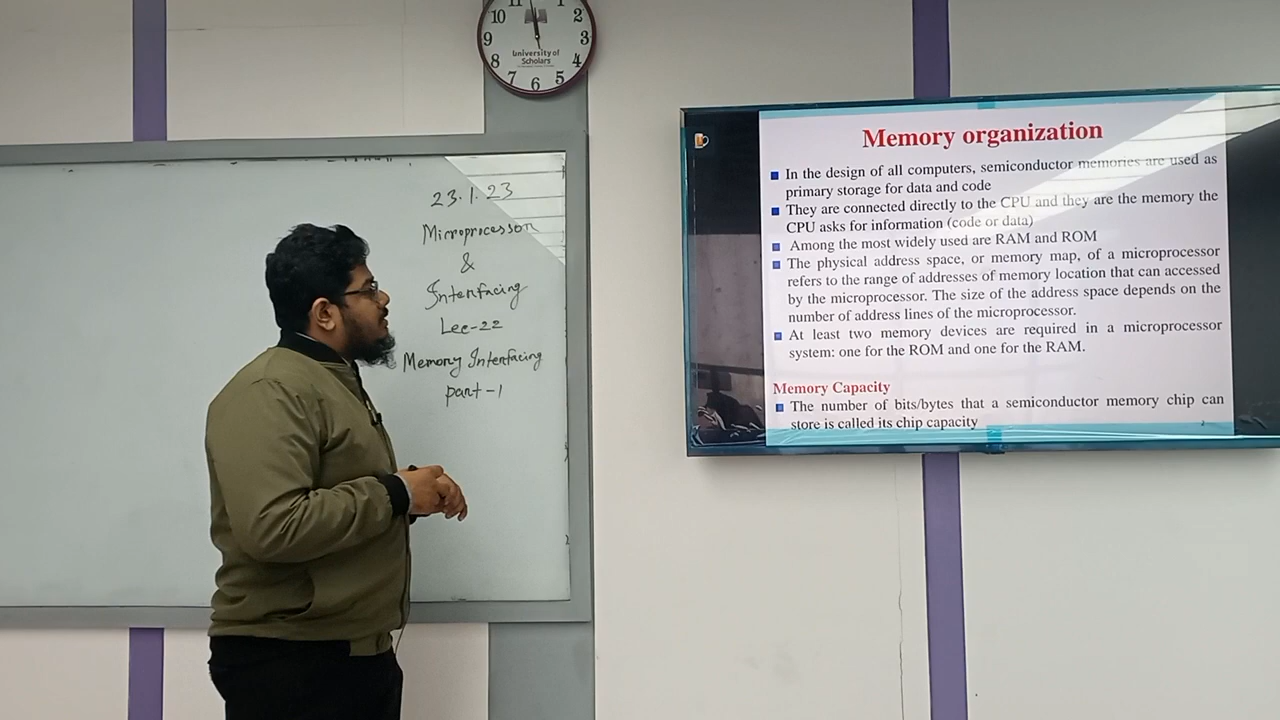 11 1
10 2
9 3
8 4
7 6 5
University of
Scholars
23.1.23
Microprocesson
&
Interfacing
Lec-22
Memory Interfacing
part-1
Memory organization
In the design of all computers, semiconductor memories are used as
primary storage for data and code
They are connected directly to the CPU and they are the memory the
CPU asks for information (code or data)
Among the most widely used are RAM and ROM
The physical address space, or memory map, of a microprocessor
refers to the range of addresses of memory location that can accessed
by the microprocessor. The size of the address space depends on the
number of address lines of the microprocessor.
At least two memory devices are required in a microprocessor
system: one for the ROM and one for the RAM.
Memory Capacity
The number of bits/bytes that a semiconductor memory chip can
store is called its chip capacity
2